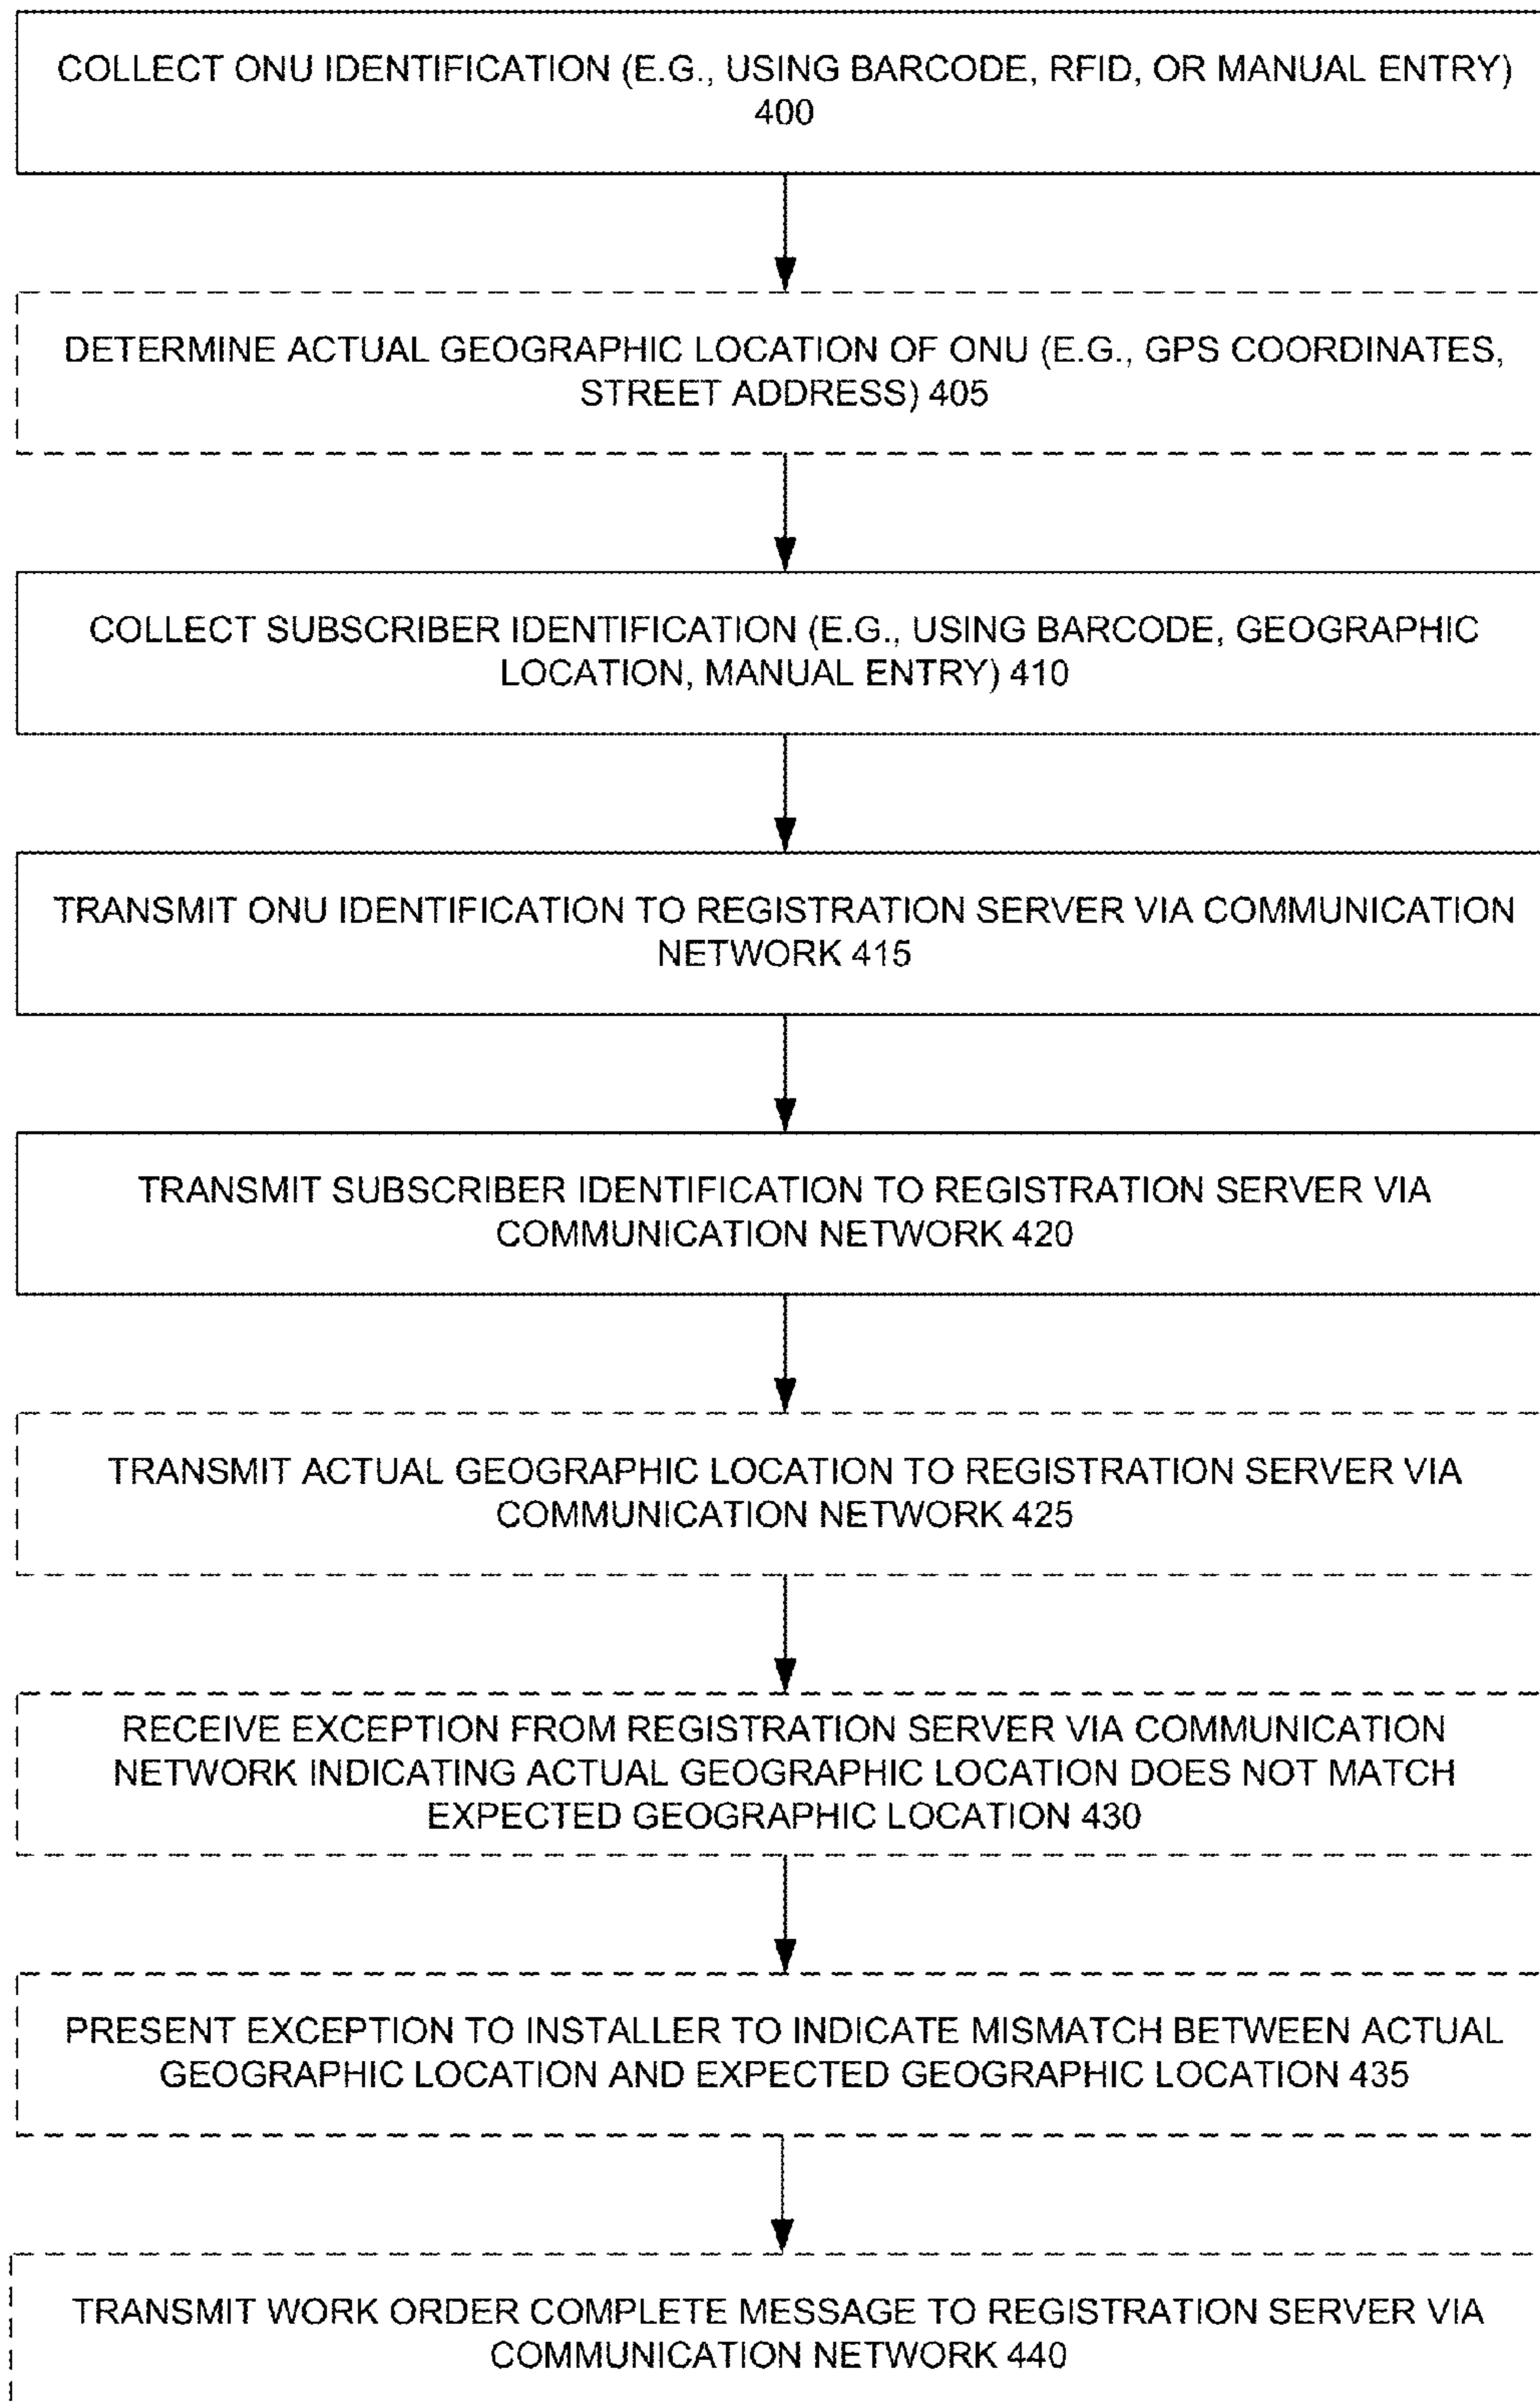 COLLECT ONU IDENTIFICATION (E.G., USING BARCODE, RFID, OR MANUAL ENTRY)
400
DETERMINE ACTUAL GEOGRAPHIC LOCATION OF ONU (E.G., GPS COORDINATES,
STREET ADDRESS) 405
COLLECT SUBSCRIBER IDENTIFICATION (E.G., USING BARCODE, GEOGRAPHIC
LOCATION, MANUAL ENTRY) 410
TRANSMIT ONU IDENTIFICATION TO REGISTRATION SERVER VIA COMMUNICATION
NETWORK 415
TRANSMIT SUBSCRIBER IDENTIFICATION TO REGISTRATION SERVER VIA
COMMUNICATION NETWORK 420
TRANSMIT ACTUAL GEOGRAPHIC LOCATION TO REGISTRATION SERVER VIA
COMMUNICATION NETWORK 425
RECEIVE EXCEPTION FROM REGISTRATION SERVER VIA COMMUNICATION
NETWORK INDICATING ACTUAL GEOGRAPHIC LOCATION DOES NOT MATCH
EXPECTED GEOGRAPHIC LOCATION 430
PRESENT EXCEPTION TO INSTALLER TO INDICATE MISMATCH BETWEEN ACTUAL
GEOGRAPHIC LOCATION AND EXPECTED GEOGRAPHIC LOCATION 435
TRANSMIT WORK ORDER COMPLETE MESSAGE TO REGISTRATION SERVER VIA
COMMUNICATION NETWORK 440